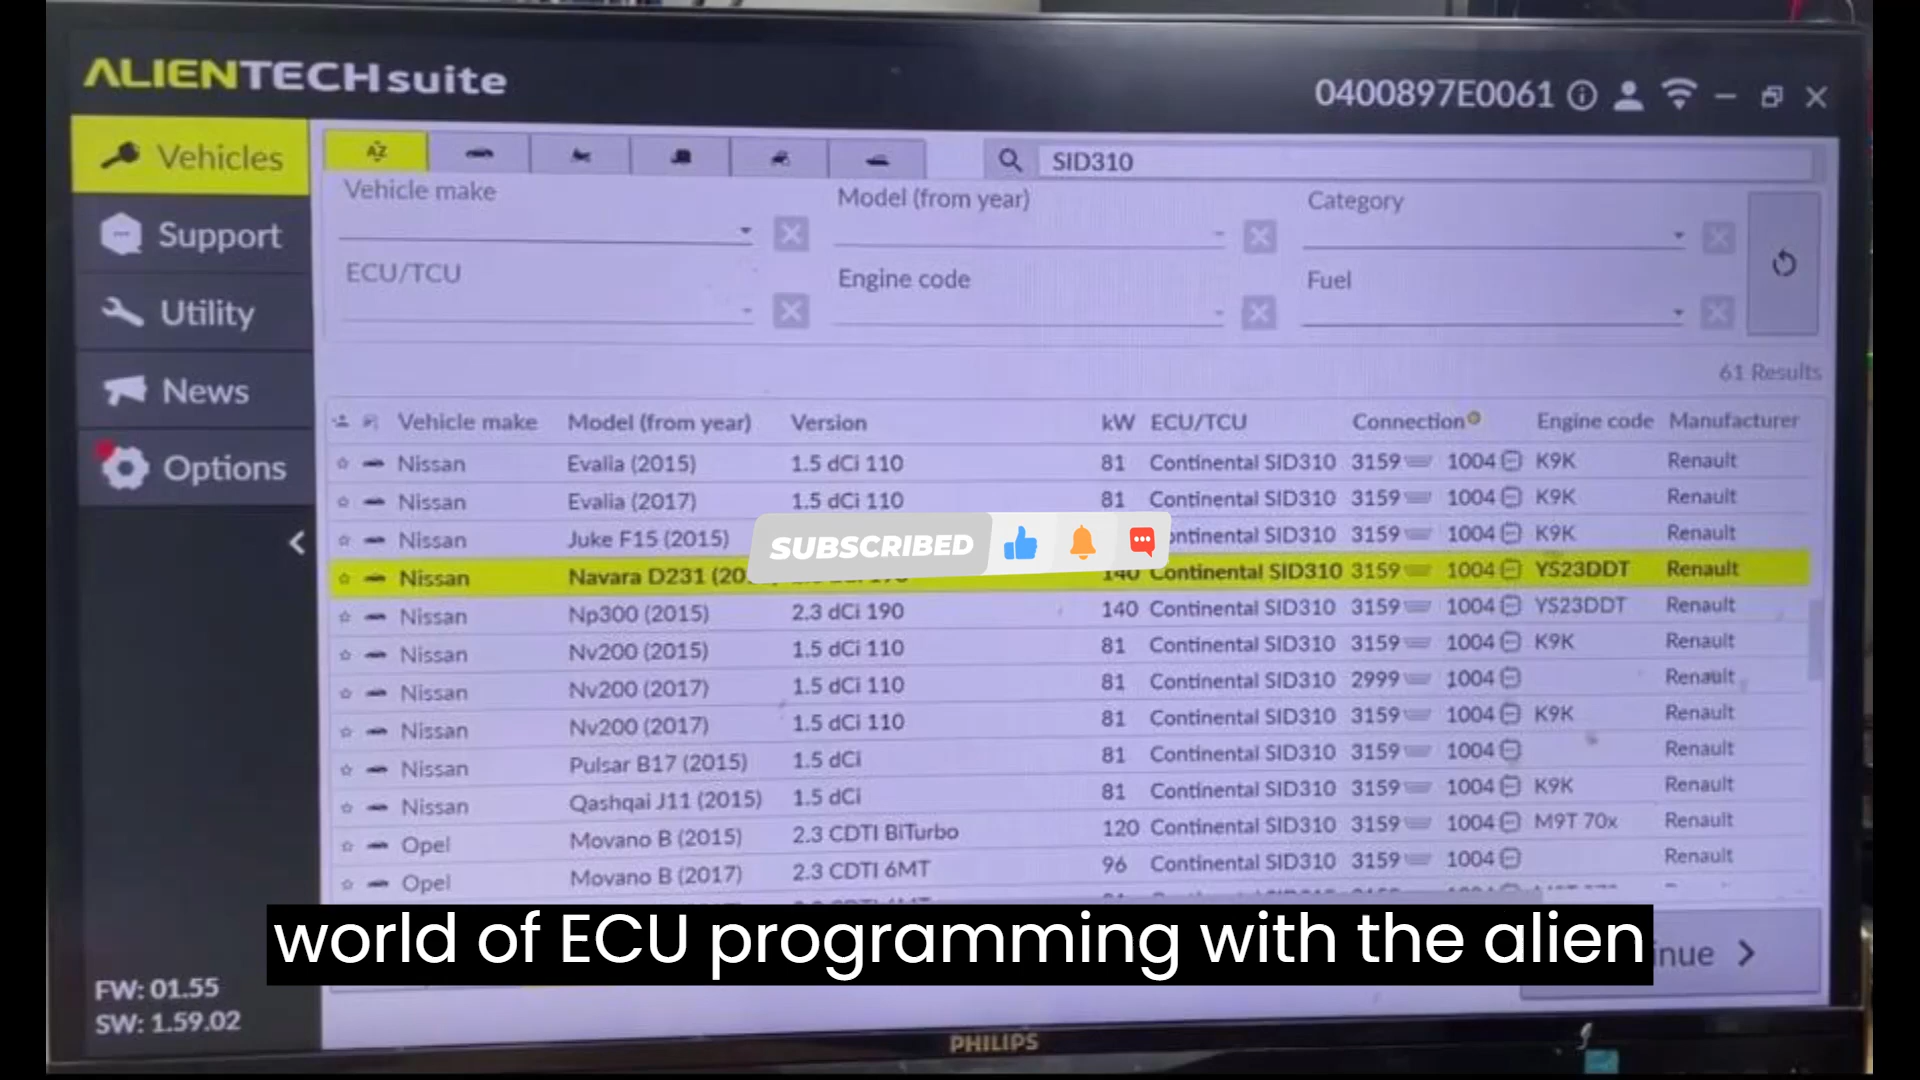 ALIENTECH suite
0400897E0061
Vehicles
Support
Utility
News
Options
AZ
SID310
Vehicle make
Model (from year)
Category
ECU/TCU
Engine code
Fuel
61 Results
Vehicle make Model (from year) Version kW ECU/TCU Connection Engine code Manufacturer
Nissan Evalia (2015) 1.5 dCi 110 81 Continental SID310 3159 1004 K9K Renault
Nissan Evalia (2017) 1.5 dCi 110 81 Continental SID310 3159 1004 K9K Renault
Nissan Juke F15 (2015) SID310 3159 1004 K9K Renault
SUBSCRIBED
Nissan Navara D231 140 Continental SID310 3159 1004 YS23DDT Renault
Nissan Np300 (2015) 2.3 dCi 190 140 Continental SID310 3159 1004 YS23DDT Renault
Nissan Nv200 (2015) 1.5 dCi 110 81 Continental SID310 3159 1004 K9K Renault
Nissan Nv200 (2017) 1.5 dCi 110 81 Continental SID310 2999 1004 Renault
Nissan Nv200 (2017) 1.5 dCi 110 81 Continental SID310 3159 1004 K9K Renault
Nissan Pulsar B17 (2015) 1.5 dCi 81 Continental SID310 3159 1004 Renault
Nissan Qashqai J11 (2015) 1.5 dCi 81 Continental SID310 3159 1004 K9K Renault
Opel Movano B (2015) 2.3 CDTI BiTurbo 120 Continental SID310 3159 1004 M9T 70x Renault
Opel Movano B (2017) 2.3 CDTI 6MT 96 Continental SID310 3159 1004 Renault
world of ECU programming with the alien
FW: 01.55
SW: 1.59.02
PHILIPS